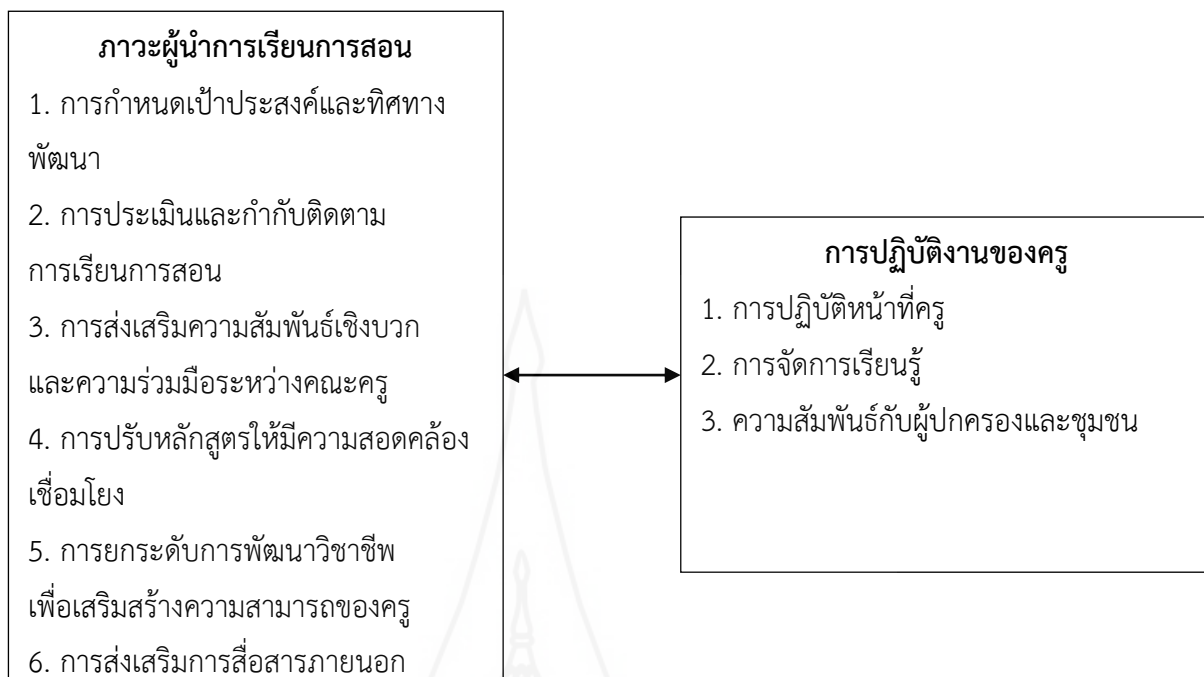 ภาวะผู้นำการเรียนการสอน
1. การกำหนดเป้าประสงค์และทิศทาง
พัฒนา
2. การประเมินและกำกับติดตาม
การเรียนการสอน
3. การส่งเสริมความสัมพันธ์เชิงบวก
และความร่วมมือระหว่างคณะครู
4. การปรับหลักสูตรให้มีความสอดคล้อง
เชื่อมโยง
5. การยกระดับการพัฒนาวิชาชีพ
เพื่อเสริมสร้างความสามารถของครู
6. การส่งเสริมการสื่อสารภายนอก
การปฏิบัติงานของครู
1. การปฏิบัติหน้าที่ครู
2. การจัดการเรียนรู้
3. ความสัมพันธ์กับผู้ปกครองและชุมชน